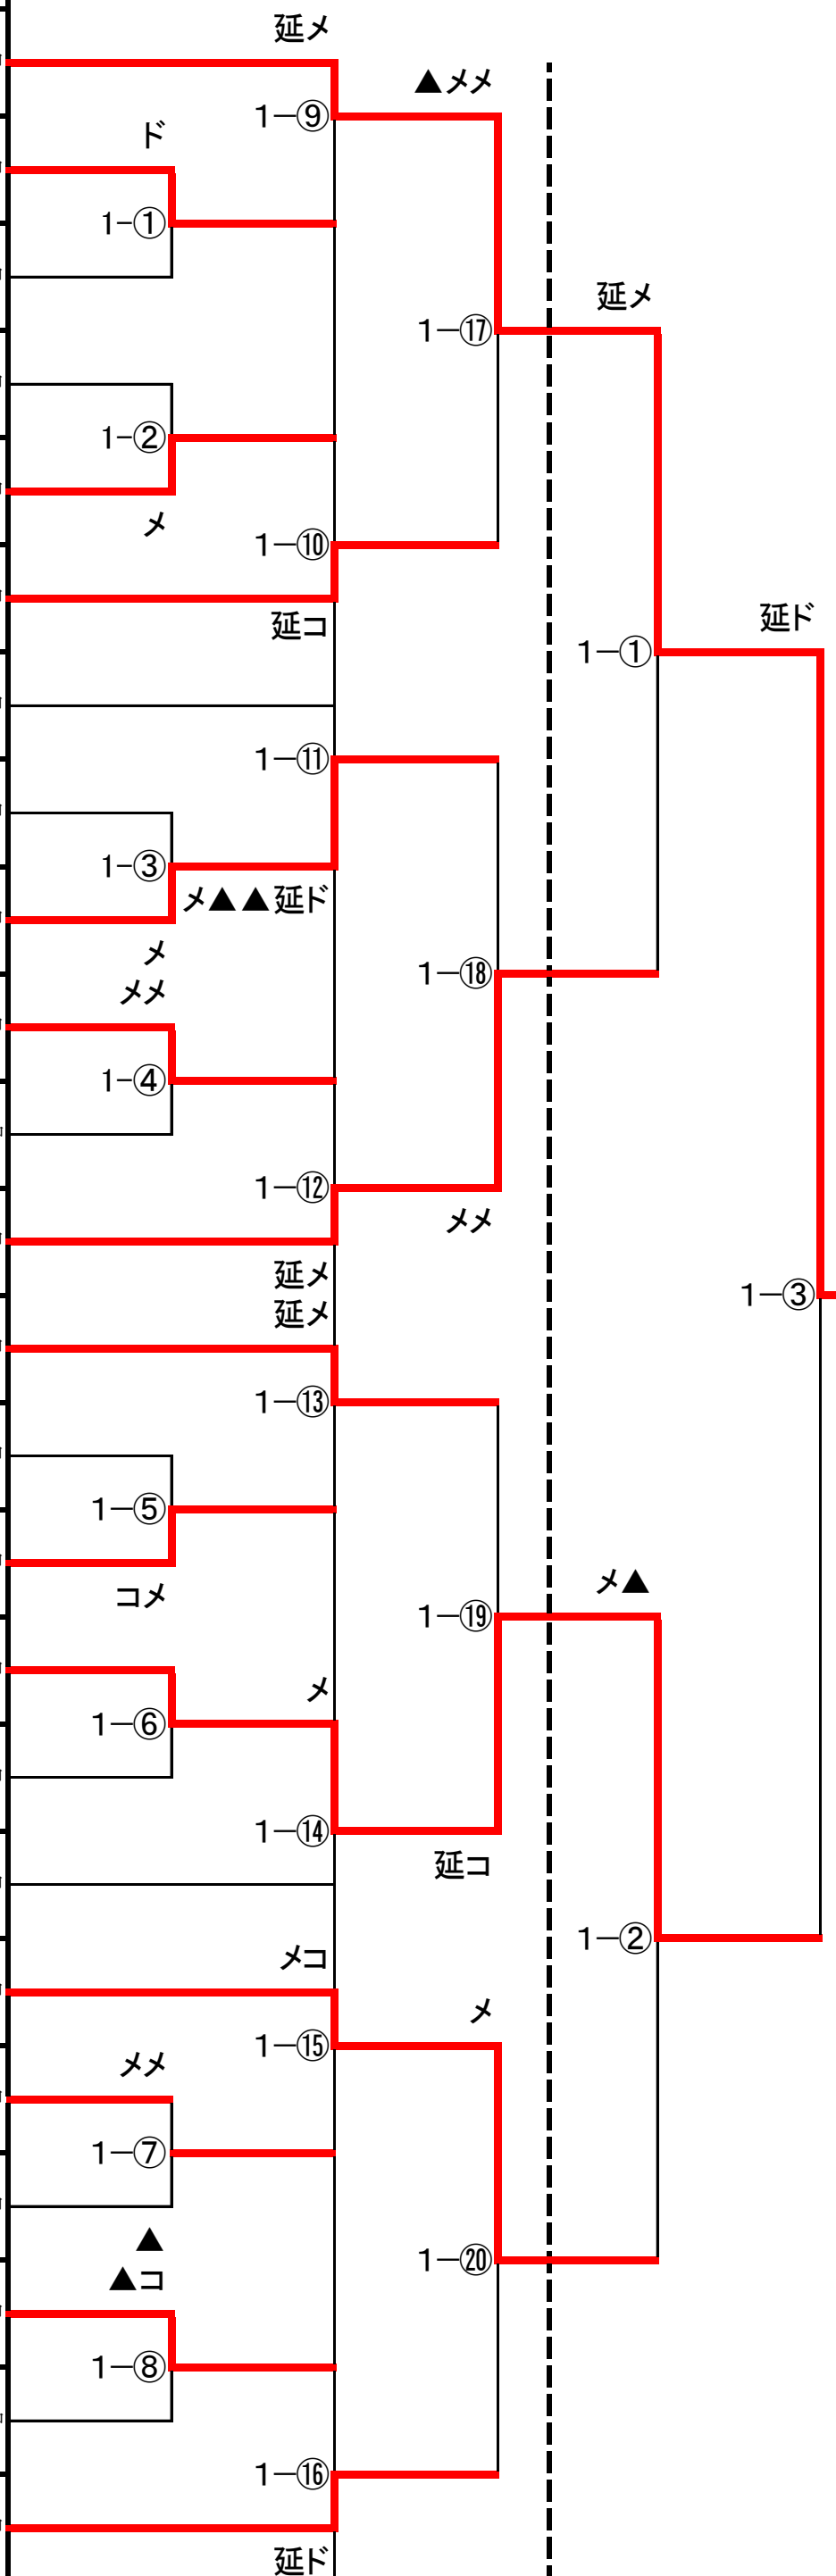 延メ
▲メメ
1－⑨
ド
1－①
延メ
1－⑰
1－②
メ
1－⑩
延コ
延ド
1－①
1－⑪
1－③
メ▲▲延ド
メ
1－⑱
メメ
1－④
1－⑫
メメ
延メ
1－③
延メ
1－⑬
1－⑤
メ▲
コメ
1－⑲
メ
1－⑥
1－⑭
延コ
1－②
メコ
メ
1－⑮
メメ
1－⑦
▲
1－⑳
▲コ
1－⑧
1－⑯
延ド